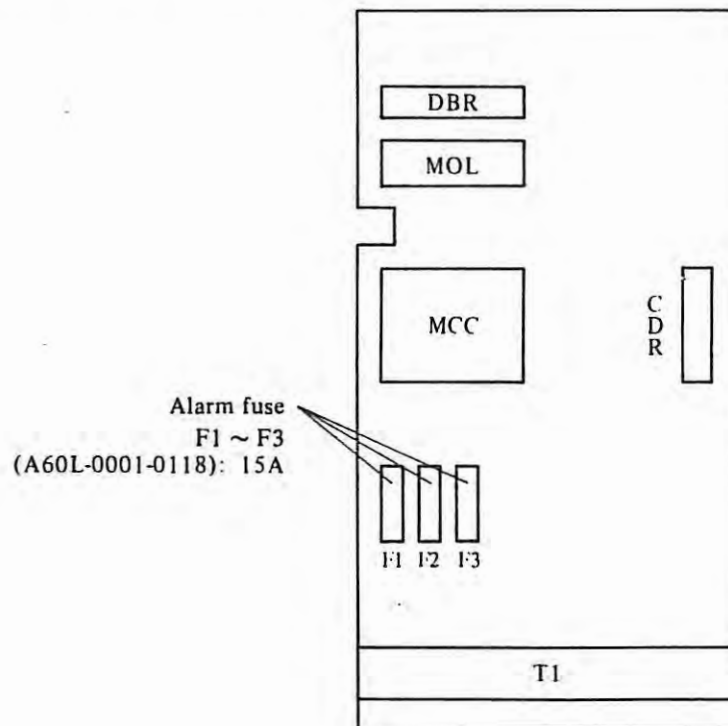 DBR
MOL
MCC
C
D
R
Alarm fuse
F1 ~ F3
(A60L-0001-0118): 15A
F1 F2 F3
T1